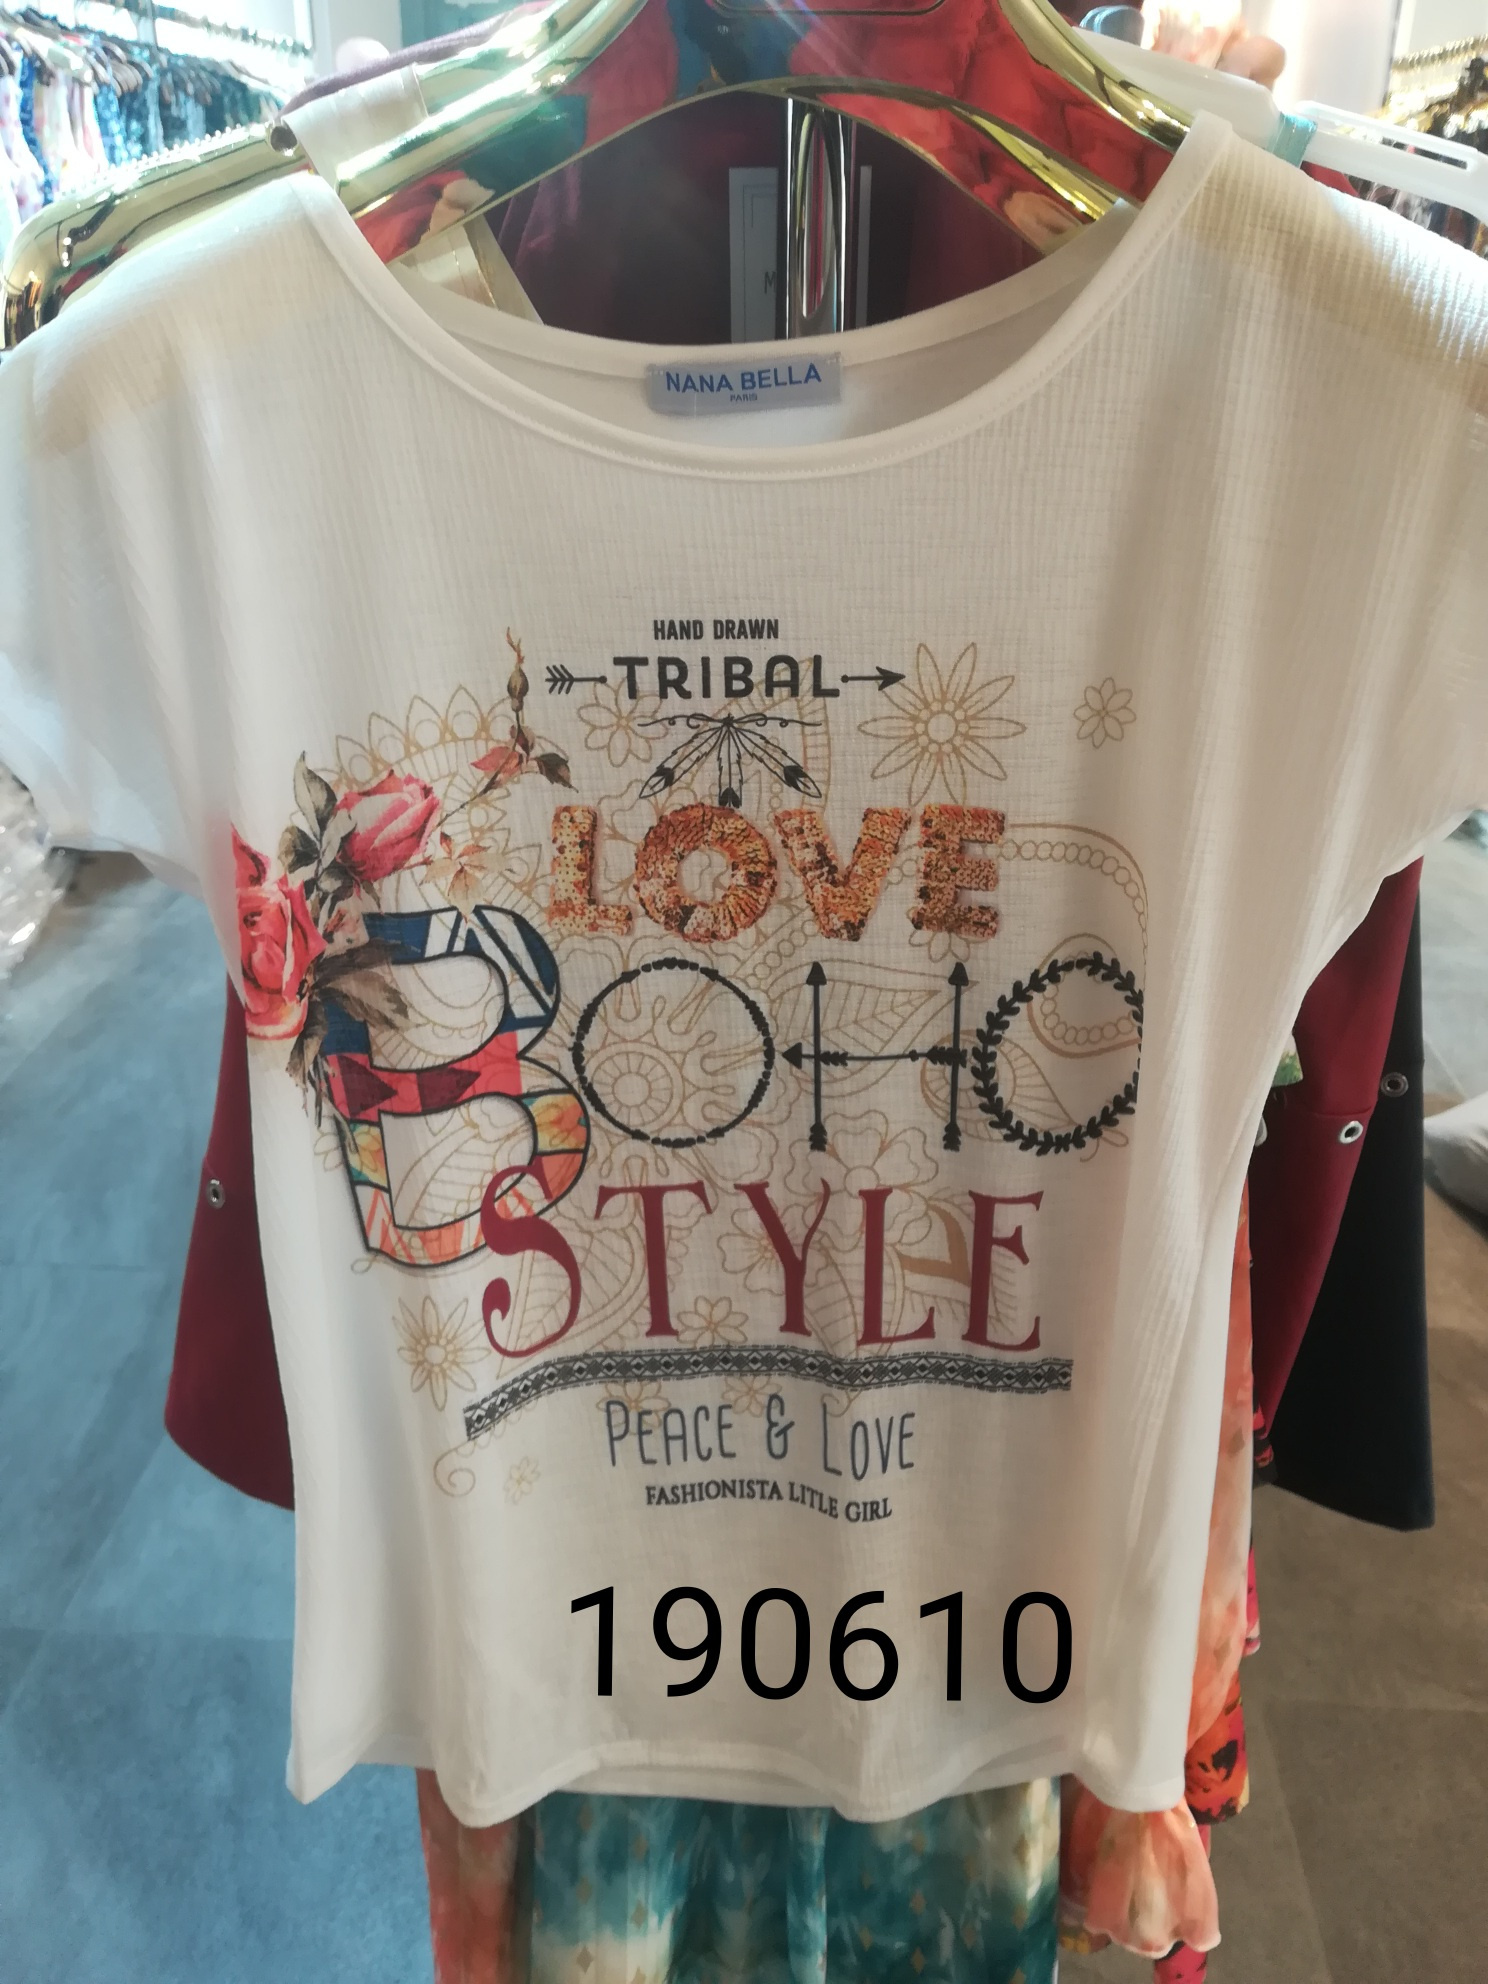 NANA BELLA
PARIS
HAND DRAWN
TRIBAL
LOVE
BOHO
STYLE
PEACE & LOVE
FASHIONISTA LITLE GIRL
190610